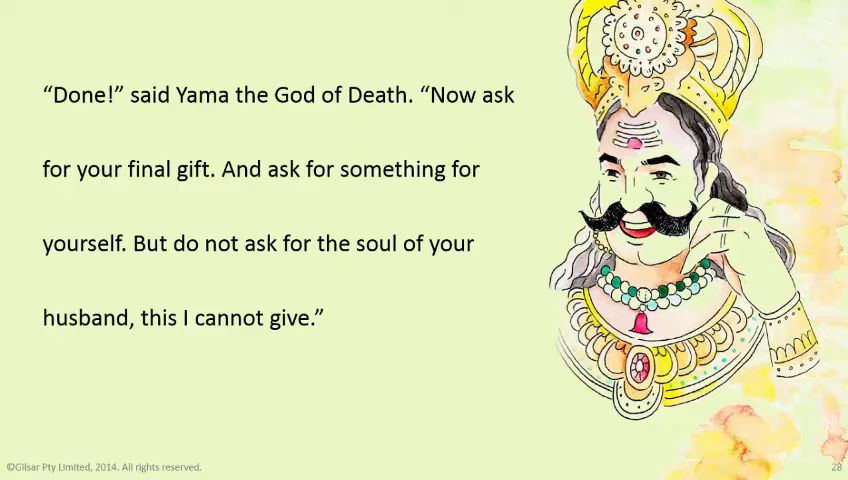 “Done!” said Yama the God of Death. “Now ask
for your final gift. And ask for something for
yourself. But do not ask for the soul of your
husband, this I cannot give.”
©Gilsar Pty Limited, 2014. All rights reserved.
28